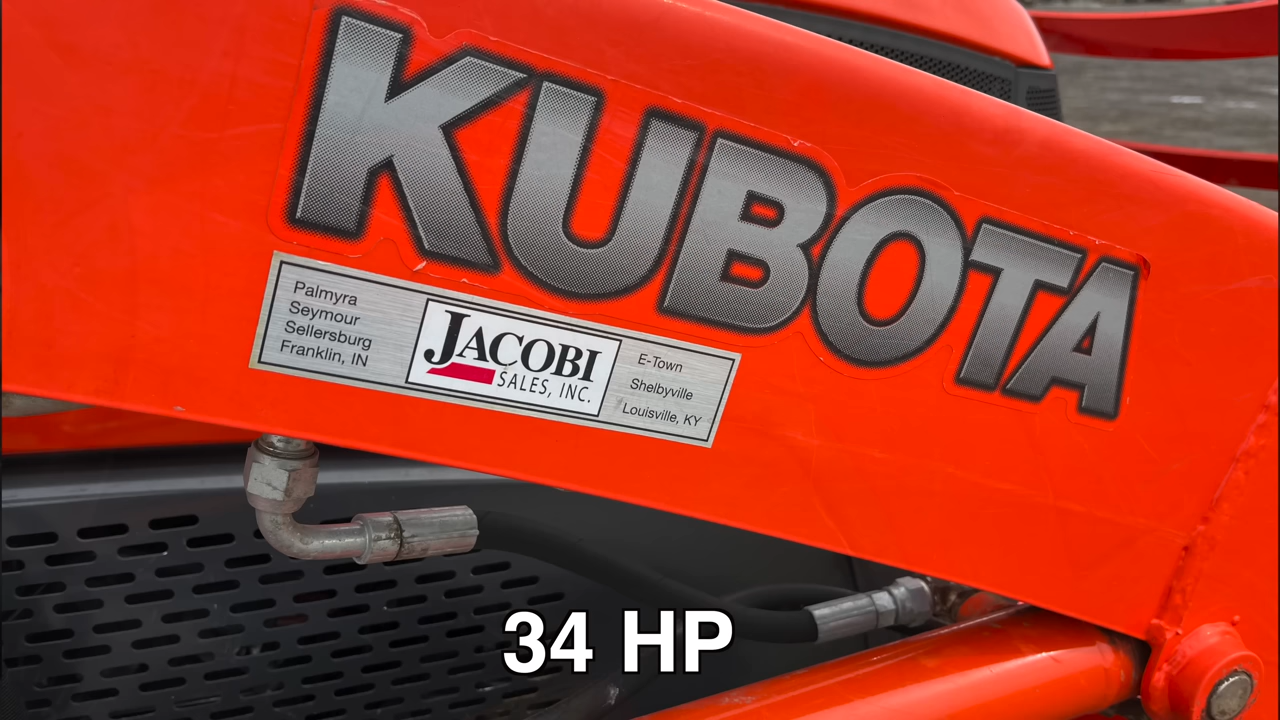 KUBOTA
Palmyra
Seymour
Sellersburg
Franklin, IN
JACOBI
SALES, INC.
E-Town
Shelbyville
Louisville, KY
34 HP